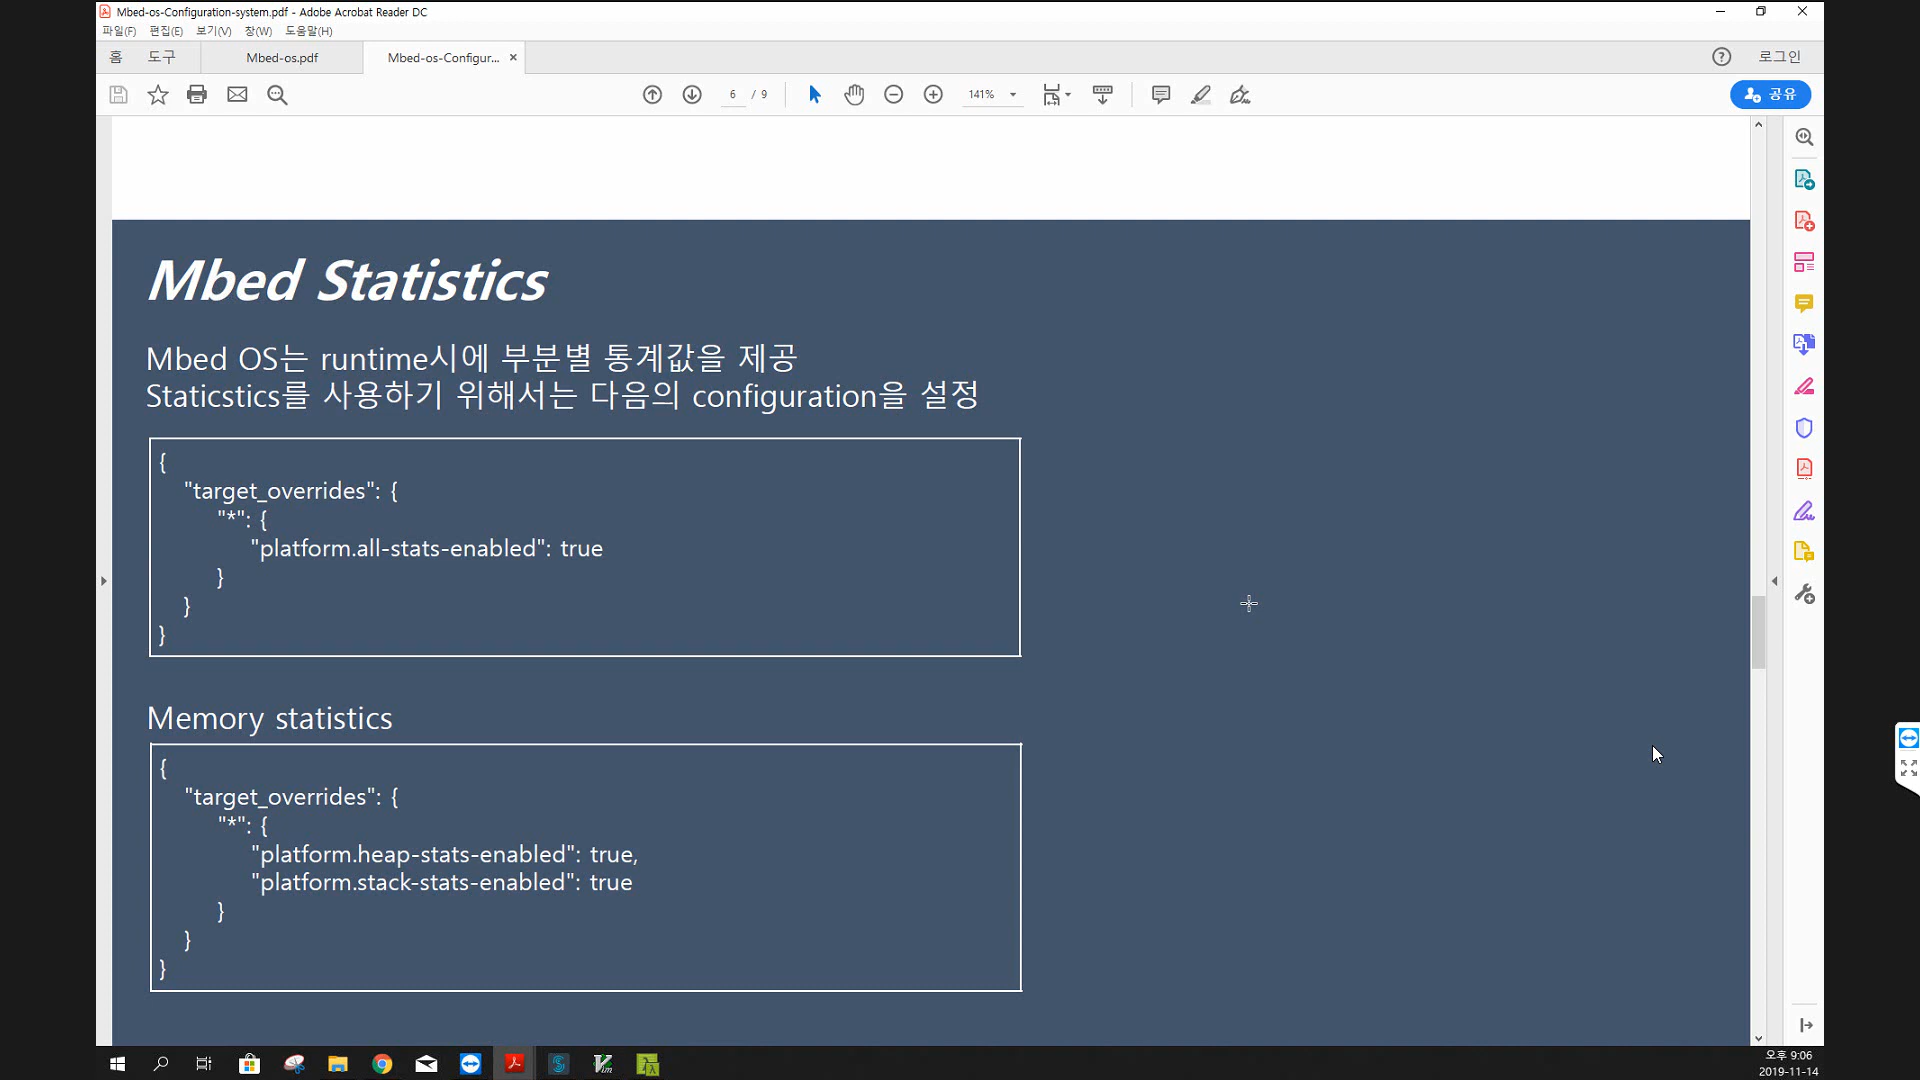 Mbed-os-Configuration-system.pdf - Adobe Acrobat Reader DC
파일(F) 편집(E) 보기(V) 창(W) 도움말(H)
홈 도구 Mbed-os.pdf Mbed-os-Configur... × 로그인
6 / 9 141% 공유
Mbed Statistics
Mbed OS는 runtime시에 부분별 통계값을 제공
Staticstics를 사용하기 위해서는 다음의 configuration을 설정
{
"target_overrides": {
"*": {
"platform.all-stats-enabled": true
}
}
}
Memory statistics
{
"target_overrides": {
"*": {
"platform.heap-stats-enabled": true,
"platform.stack-stats-enabled": true
}
}
}
오후 9:06
2019-11-14